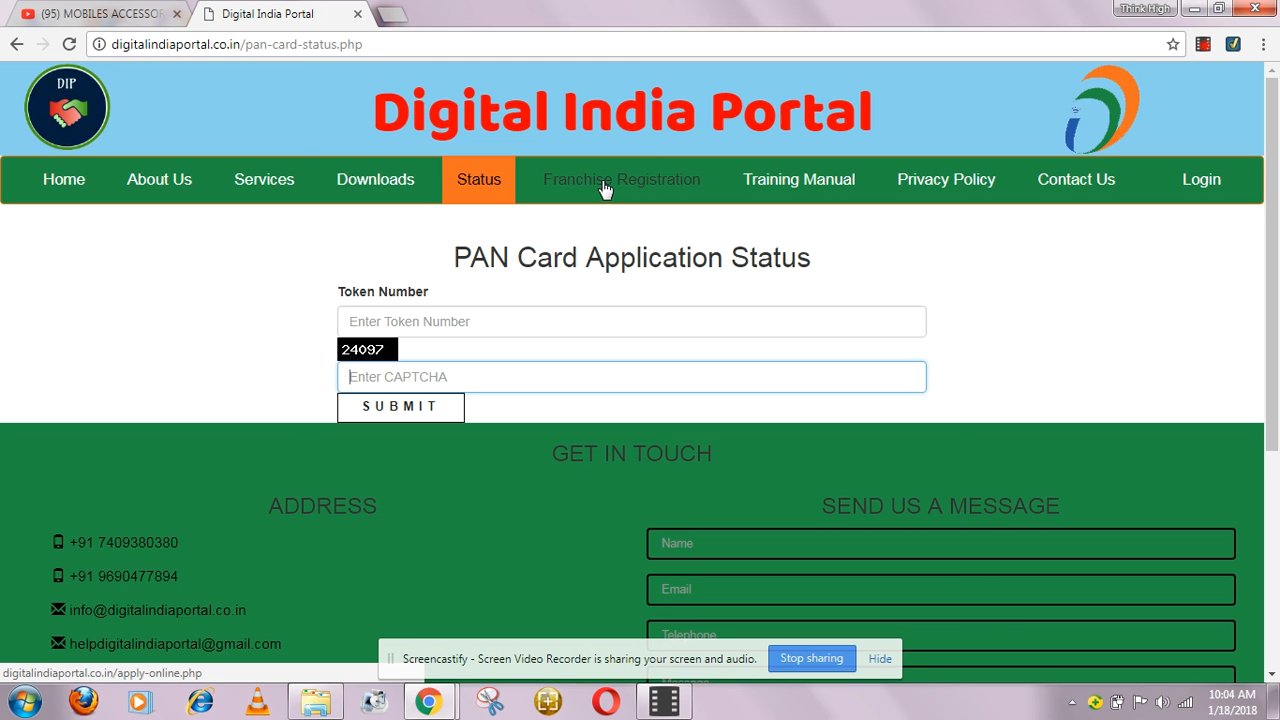 (95) MOBILES ACCESSOR
Digital India Portal
Think High
digitalindiaportal.co.in/pan-card-status.php
DIP
Digital India Portal
Home About Us Services Downloads Status Franchise Registration Training Manual Privacy Policy Contact Us Login
PAN Card Application Status
Token Number
Enter Token Number
24097
Enter CAPTCHA
SUBMIT
GET IN TOUCH
ADDRESS
SEND US A MESSAGE
+91 7409380380
Name
+91 9690477894
Email
info@digitalindiaportal.co.in
Telephone
helpdigitalindiaportal@gmail.com
Screencastify - Screen Video Recorder is sharing your screen and audio. Stop sharing Hide
digitalindiaportal.co.in/apply-online.php
10:04 AM
1/18/2018